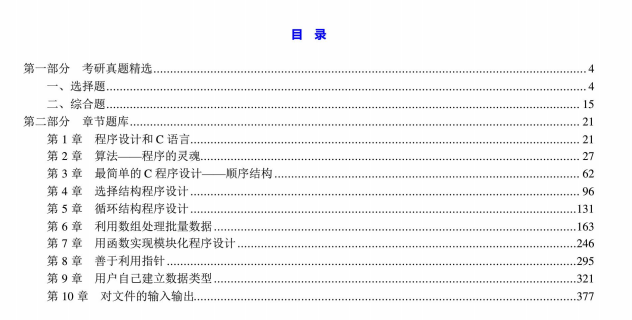 目 录
第一部分 考研真题精选 4
一、选择题 4
二、综合题 15
第二部分 章节题库 21
第 1 章 程序设计和 C 语言 21
第 2 章 算法——程序的灵魂 27
第 3 章 最简单的 C 程序设计——顺序结构 62
第 4 章 选择结构程序设计 96
第 5 章 循环结构程序设计 131
第 6 章 利用数组处理批量数据 163
第 7 章 用函数实现模块化程序设计 246
第 8 章 善于利用指针 295
第 9 章 用户自己建立数据类型 321
第 10 章 对文件的输入输出 377